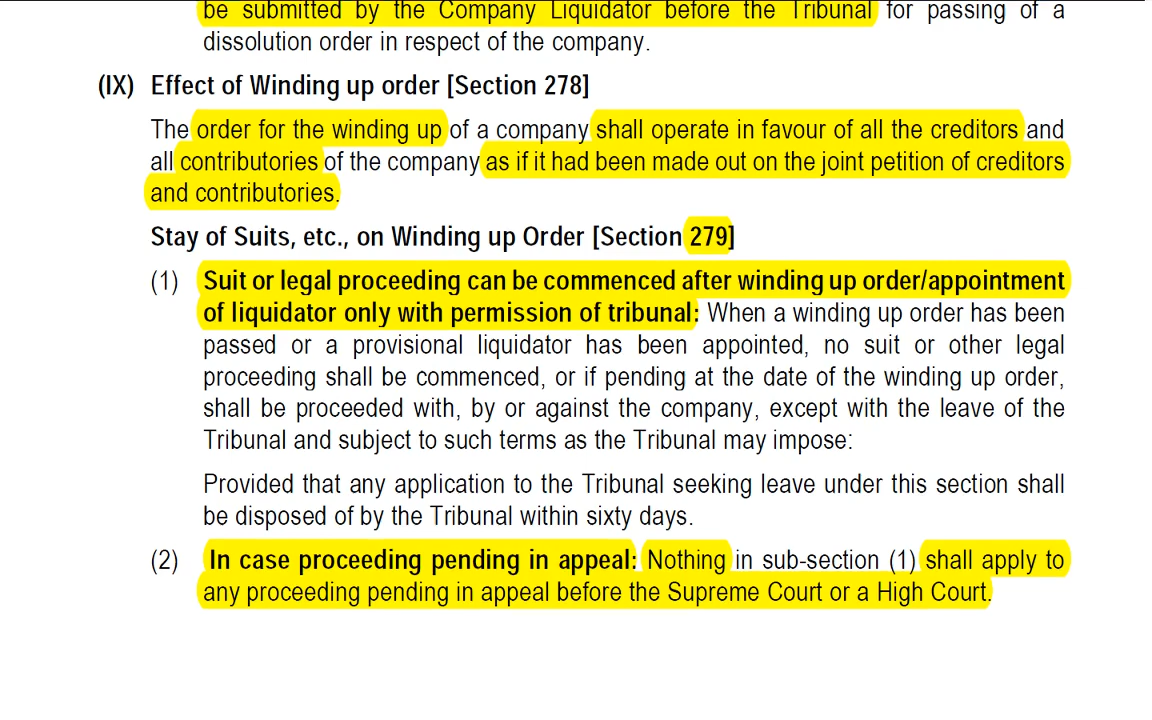 be submitted by the Company Liquidator before the Tribunal for passing of a
dissolution order in respect of the company.
(IX) Effect of Winding up order [Section 278]
The order for the winding up of a company shall operate in favour of all the creditors and
all contributories of the company as if it had been made out on the joint petition of creditors
and contributories.
Stay of Suits, etc., on Winding up Order [Section 279]
(1) Suit or legal proceeding can be commenced after winding up order/appointment
of liquidator only with permission of tribunal: When a winding up order has been
passed or a provisional liquidator has been appointed, no suit or other legal
proceeding shall be commenced, or if pending at the date of the winding up order,
shall be proceeded with, by or against the company, except with the leave of the
Tribunal and subject to such terms as the Tribunal may impose:
Provided that any application to the Tribunal seeking leave under this section shall
be disposed of by the Tribunal within sixty days.
(2) In case proceeding pending in appeal: Nothing in sub-section (1) shall apply to
any proceeding pending in appeal before the Supreme Court or a High Court.